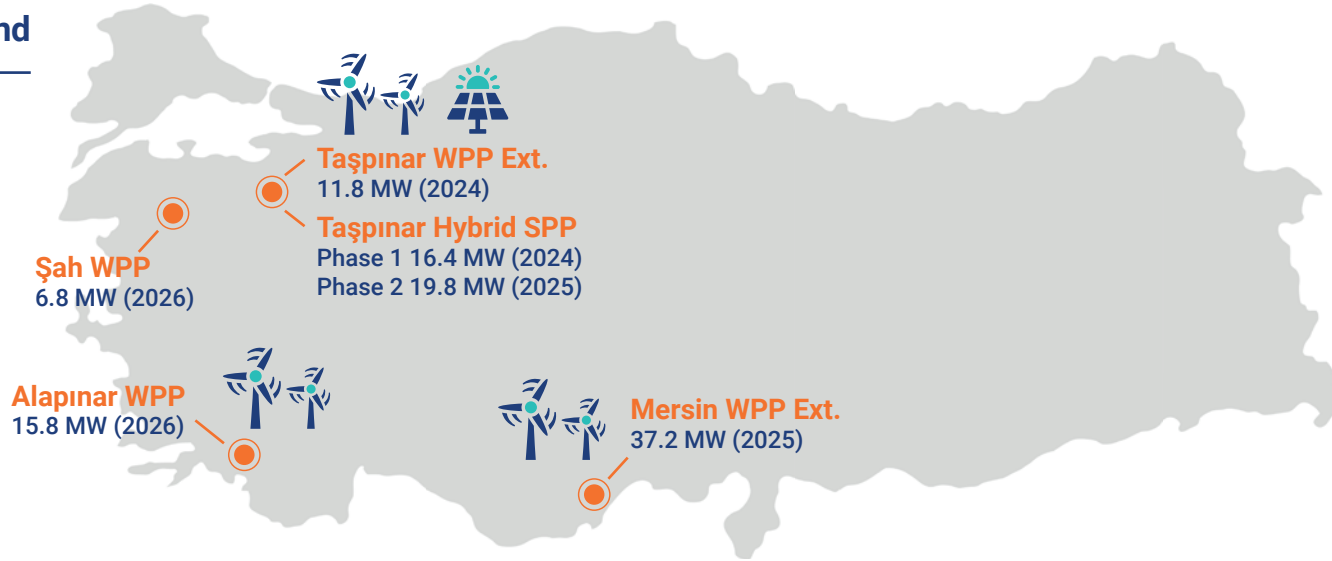 nd
Taşpınar WPP Ext.
11.8 MW (2024)
Taşpınar Hybrid SPP
Phase 1 16.4 MW (2024)
Phase 2 19.8 MW (2025)
Şah WPP
6.8 MW (2026)
Alapınar WPP
15.8 MW (2026)
Mersin WPP Ext.
37.2 MW (2025)